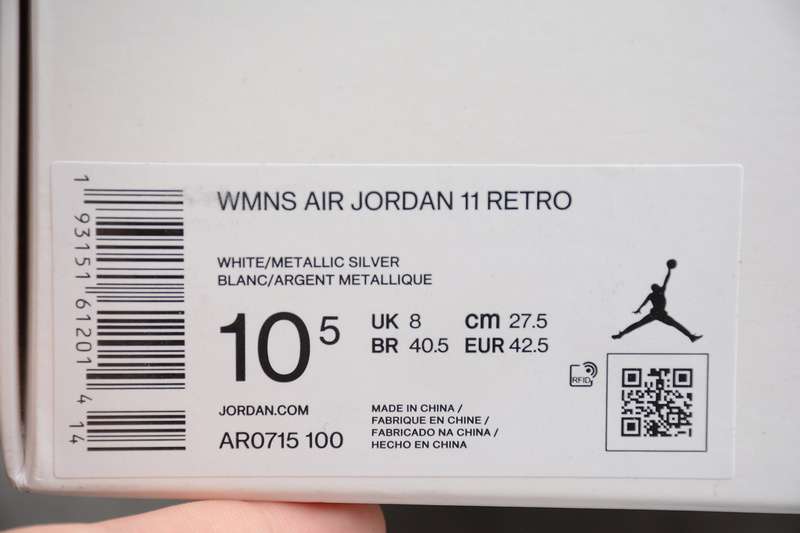 WMNS AIR JORDAN 11 RETRO
WHITE/METALLIC SILVER
BLANC/ARGENT METALLIQUE
10 5
UK 8 cm 27.5
BR 40.5 EUR 42.5
RFID
JORDAN.COM
AR0715 100
MADE IN CHINA /
FABRIQUE EN CHINE /
FABRICADO NA CHINA /
HECHO EN CHINA
1 93151 61201 4 14